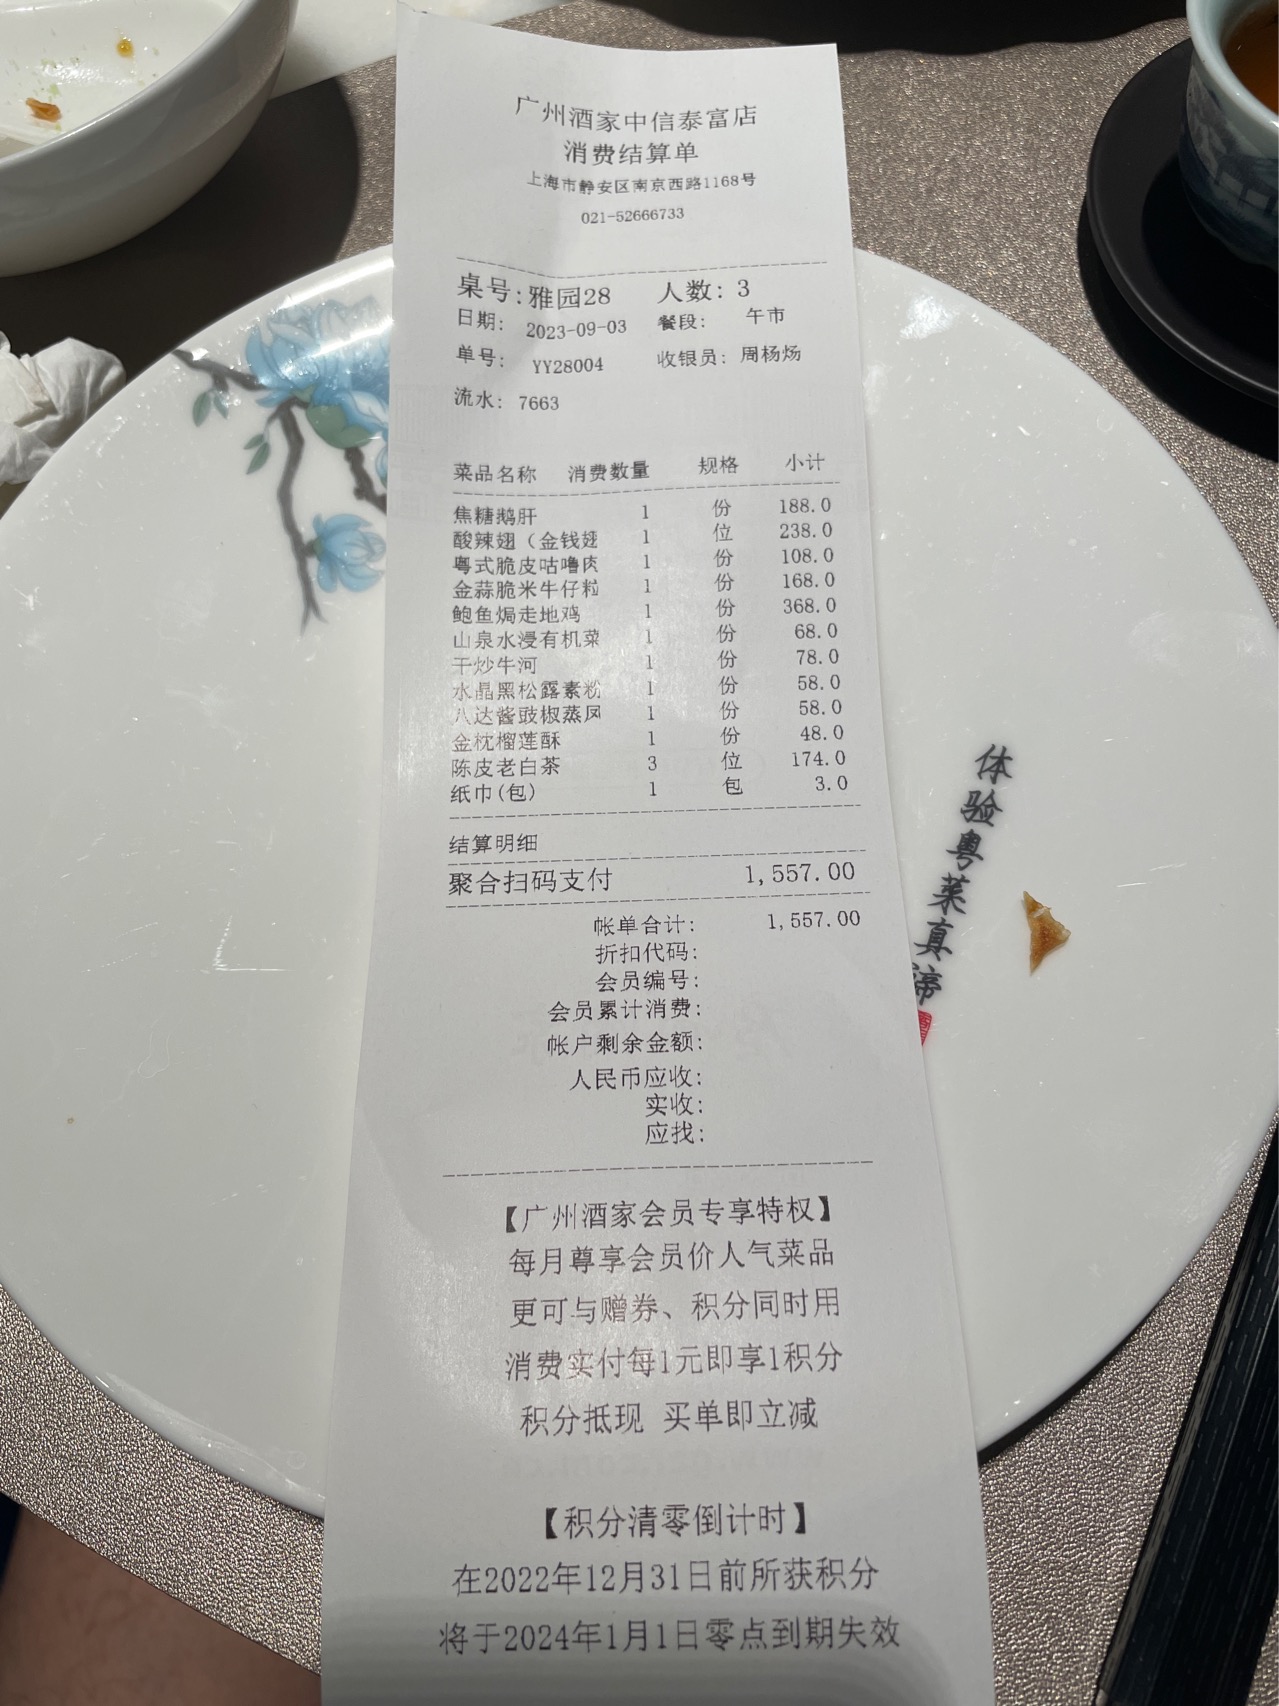 广州酒家中信泰富店
消费结算单
上海市静安区南京西路1168号
021-52666733
桌号:雅园28 人数: 3
日期: 2023-09-03 餐段: 午市
单号: YY28004 收银员: 周杨炀
流水: 7663
菜品名称 消费数量 规格 小计
焦糖鹅肝 1 份 188.0
酸辣翅（金钱翅 1 位 238.0
粤式脆皮咕噜肉 1 份 108.0
金蒜脆米牛仔粒 1 份 168.0
鲍鱼焗走地鸡 1 份 368.0
山泉水浸有机菜 1 份 68.0
干炒牛河 1 份 78.0
水晶黑松露素粉 1 份 58.0
八达酱豉椒蒸凤 1 份 58.0
金枕榴莲酥 1 份 48.0
陈皮老白茶 3 位 174.0
纸巾(包) 1 包 3.0
结算明细
聚合扫码支付 1,557.00
帐单合计: 1,557.00
折扣代码:
会员编号:
会员累计消费:
帐户剩余金额:
人民币应收:
实收:
应找:
【广州酒家会员专享特权】
每月尊享会员价人气菜品
更可与赠券、积分同时用
消费实付每1元即享1积分
积分抵现 买单即立减
【积分清零倒计时】
在2022年12月31日前所获积分
将于2024年1月1日零点到期失效
体验粤菜真谛